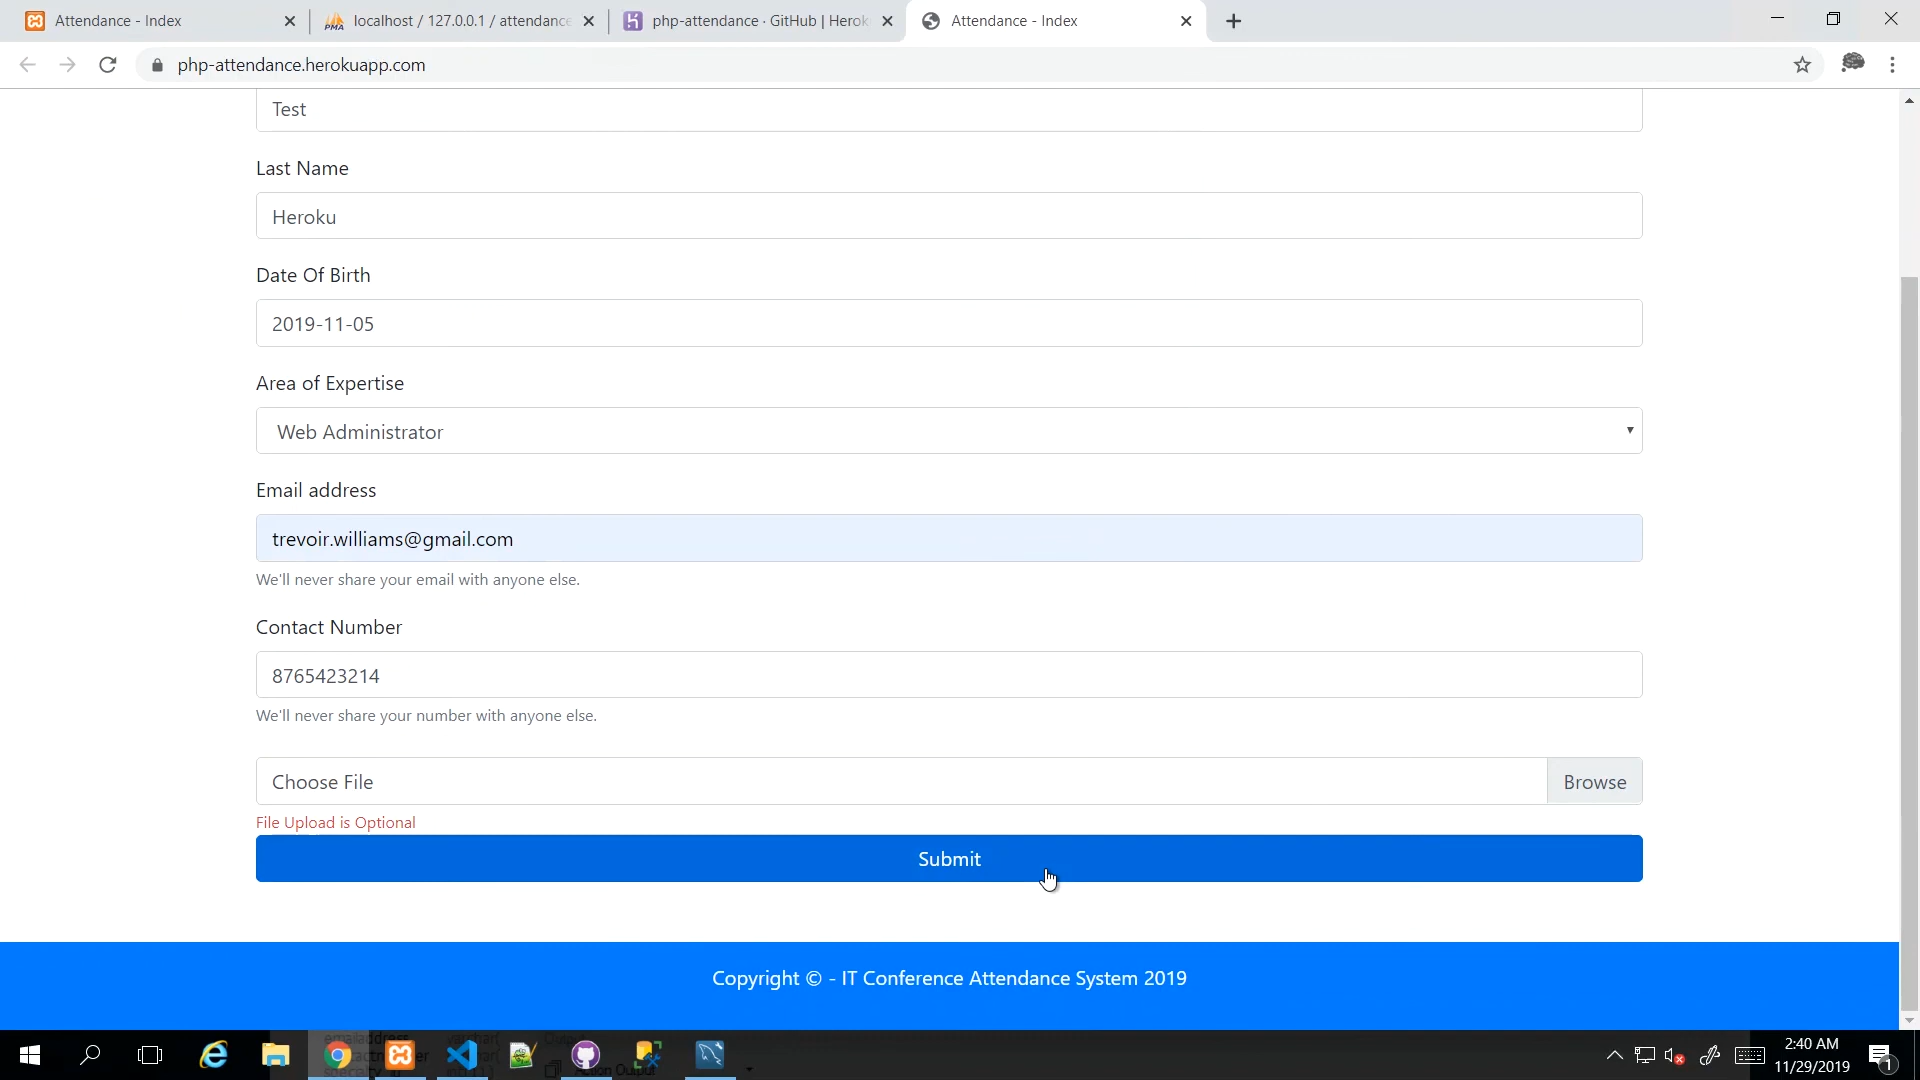 Attendance - Index
localhost / 127.0.0.1 / attendance
php-attendance · GitHub | Herok
Attendance - Index
php-attendance.herokuapp.com
Test
Last Name
Heroku
Date Of Birth
2019-11-05
Area of Expertise
Web Administrator
Email address
trevoir.williams@gmail.com
We'll never share your email with anyone else.
Contact Number
8765423214
We'll never share your number with anyone else.
Choose File
Browse
File Upload is Optional
Submit
Copyright © - IT Conference Attendance System 2019
2:40 AM
11/29/2019
1